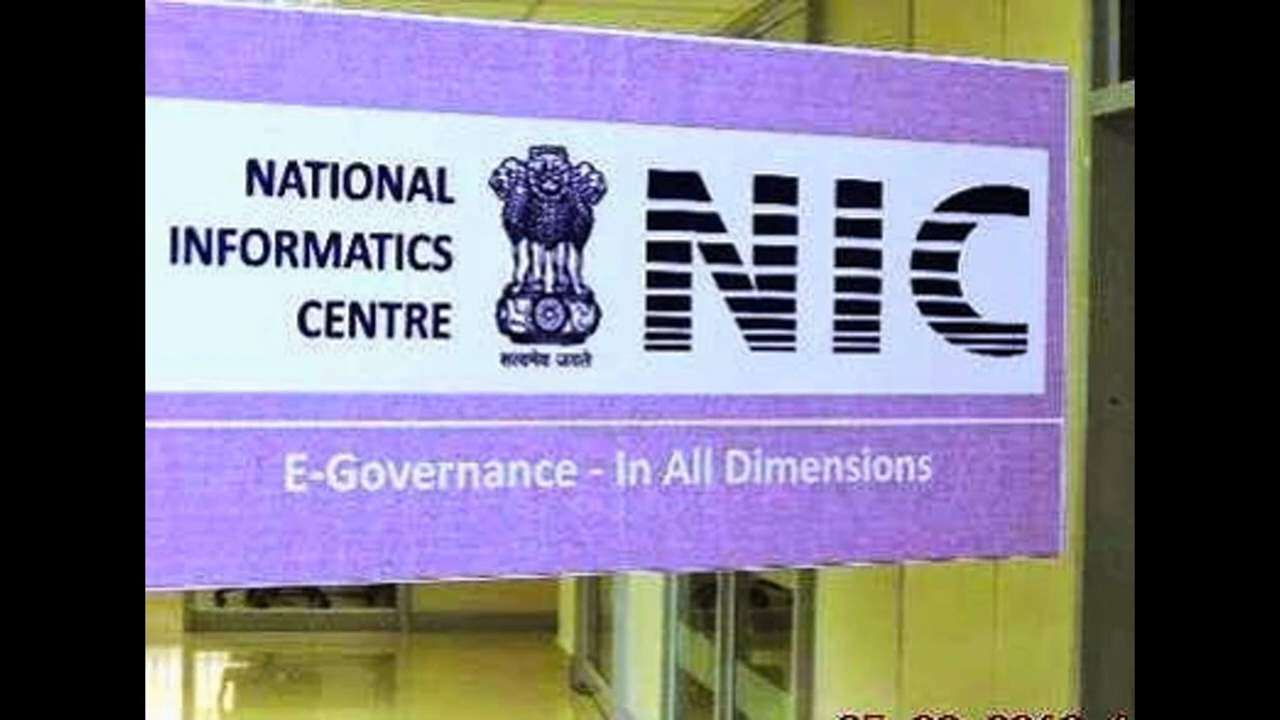 NATIONAL
INFORMATICS
CENTRE
सत्यमेव जयते
NIC
E-Governance - In All Dimensions